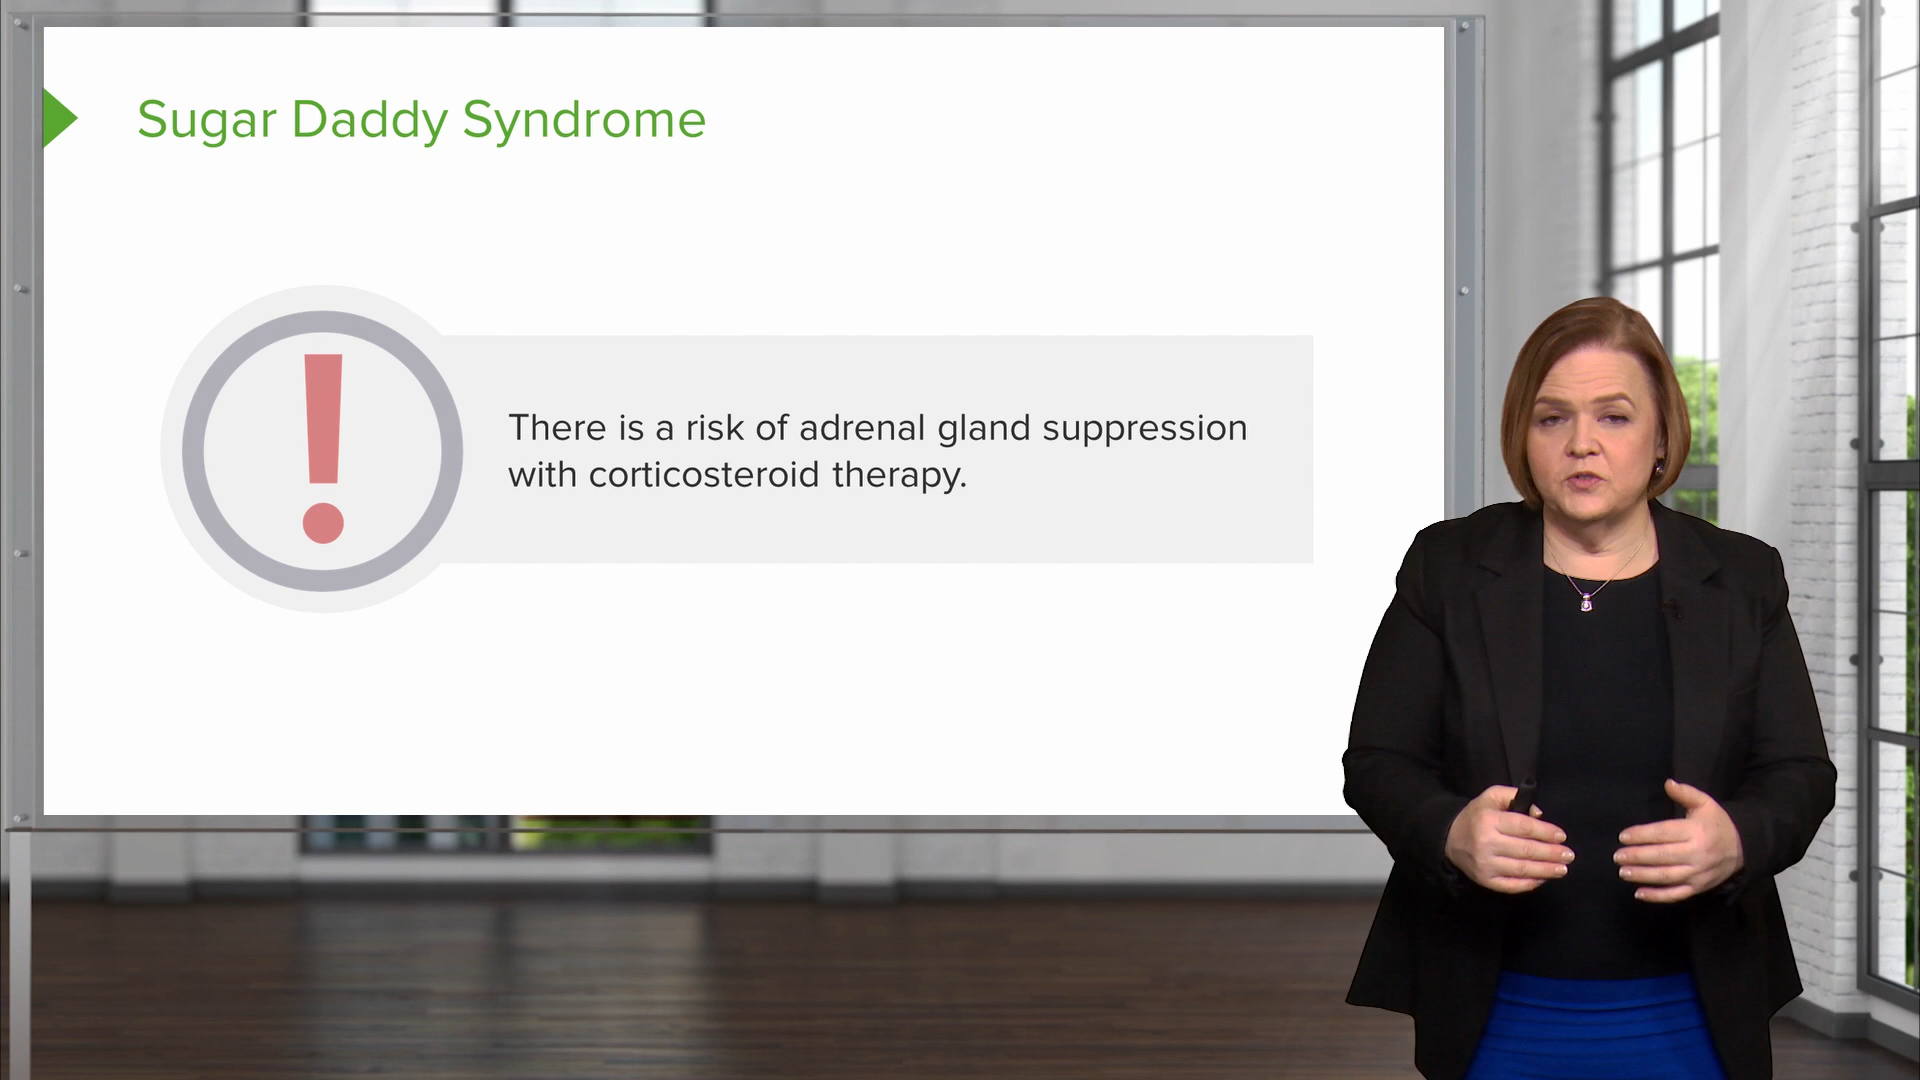 Sugar Daddy Syndrome
There is a risk of adrenal gland suppression
with corticosteroid therapy.